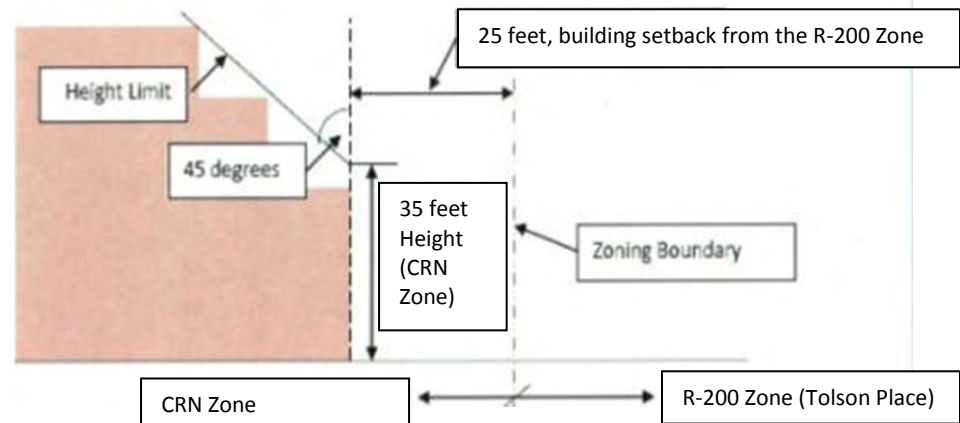 25 feet, building setback from the R-200 Zone
Height Limit
45 degrees
35 feet
Height
(CRN
Zone)
Zoning Boundary
CRN Zone
R-200 Zone (Tolson Place)